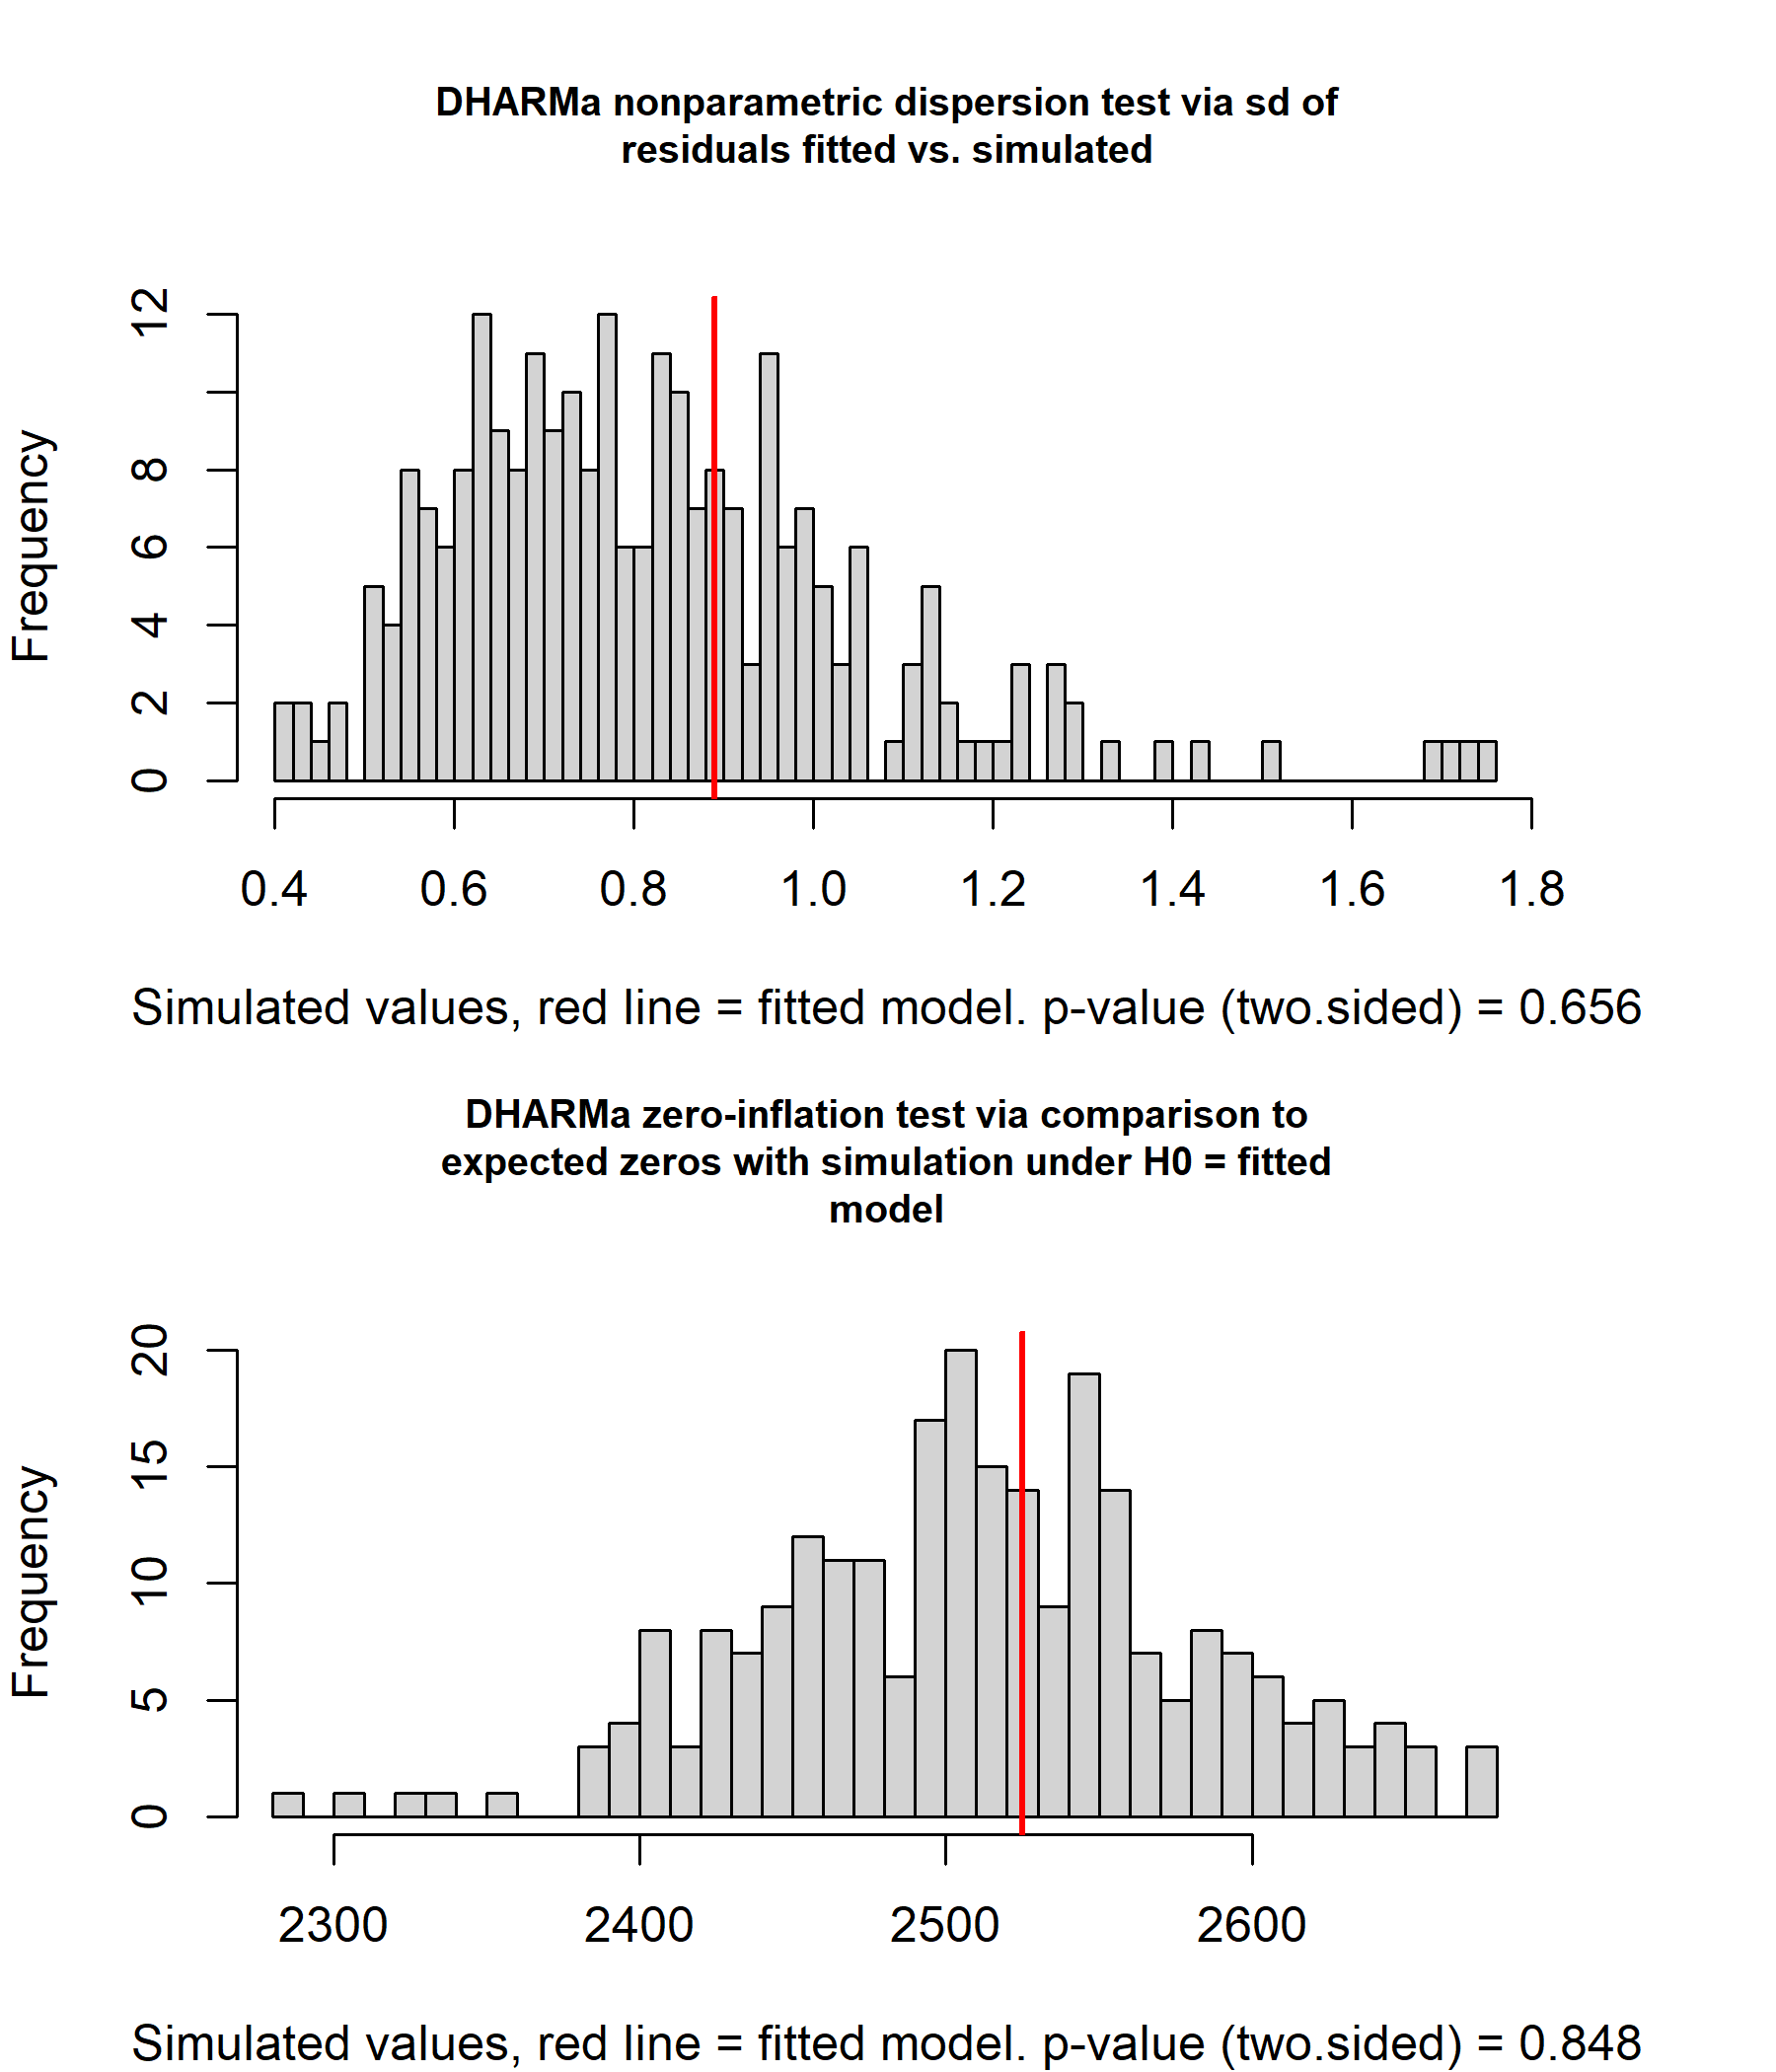 DHARMa nonparametric dispersion test via sd of
residuals fitted vs. simulated
Frequency
12
8
6
4
2
0
0.4 0.6 0.8 1.0 1.2 1.4 1.6 1.8
Simulated values, red line = fitted model. p-value (two.sided) = 0.656
DHARMa zero-inflation test via comparison to
expected zeros with simulation under H0 = fitted
model
Frequency
20
15
10
5
0
2300 2400 2500 2600
Simulated values, red line = fitted model. p-value (two.sided) = 0.848